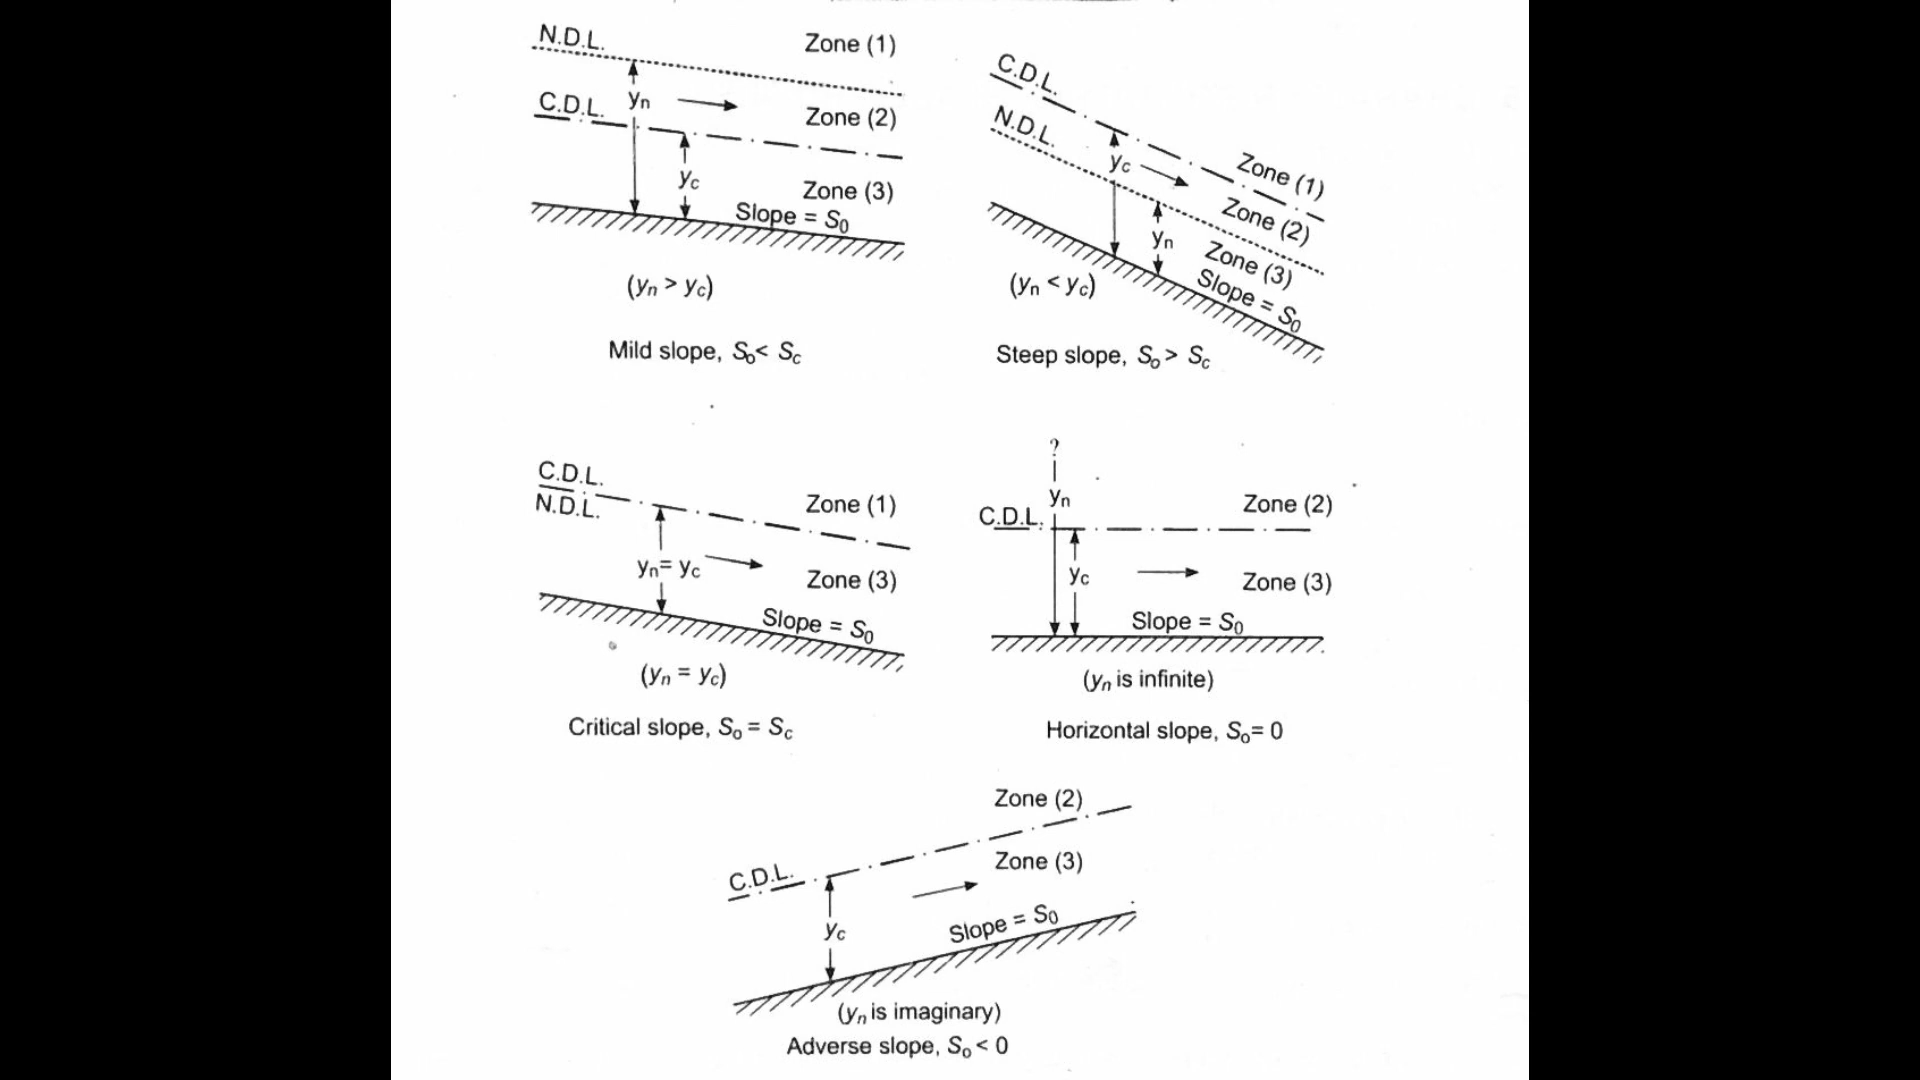 N.D.L.
Zone (1)
yn
C.D.L.
Zone (2)
yc
Zone (3)
Slope = S0
(yn > yc)
Mild slope, So< Sc
C.D.L.
N.D.L.
yc
Zone (1)
Zone (2)
yn
Zone (3)
Slope = S0
(yn < yc)
Steep slope, So > Sc
C.D.L.
N.D.L.
Zone (1)
yn= yc
Zone (3)
Slope = S0
(yn = yc)
Critical slope, So = Sc
?
yn
C.D.L.
Zone (2)
yc
Zone (3)
Slope = S0
(yn is infinite)
Horizontal slope, So= 0
Zone (2)
C.D.L.
Zone (3)
yc
Slope = S0
(yn is imaginary)
Adverse slope, So < 0